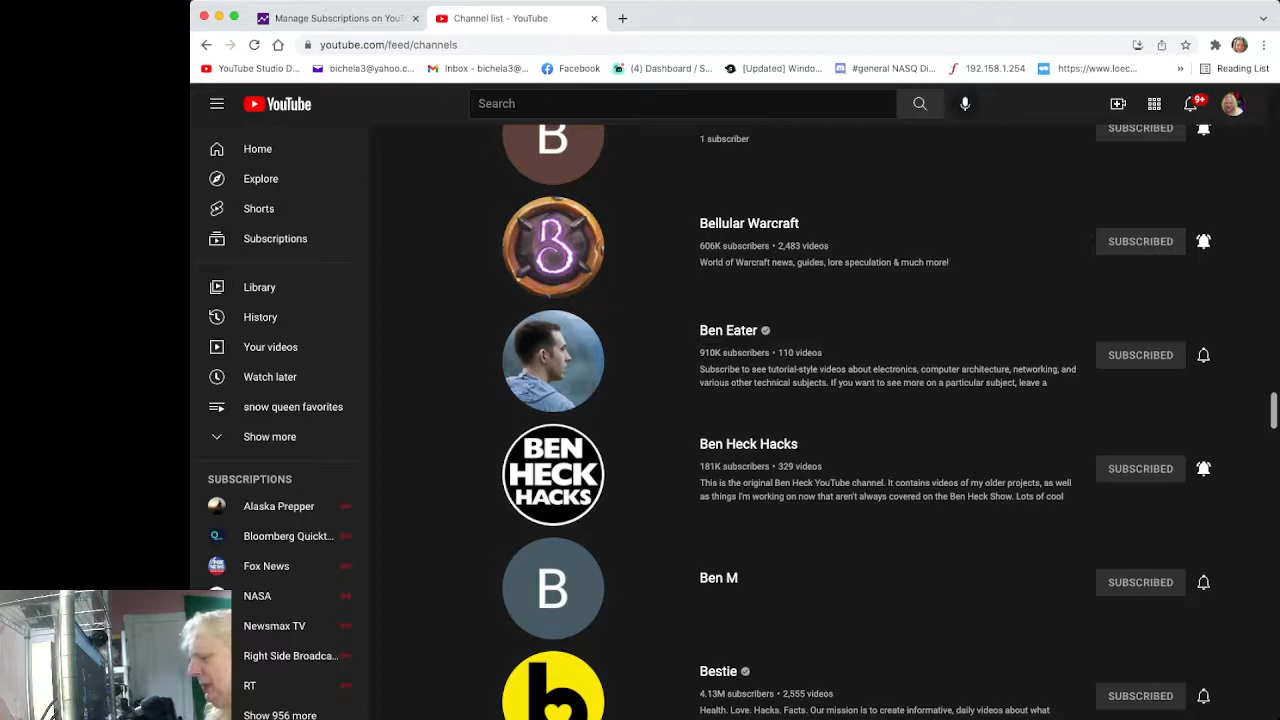 Manage Subscriptions on YouT
Channel list - YouTube
youtube.com/feed/channels
YouTube Studio D...
bichela3@yahoo.c...
Inbox - bichela3@...
Facebook
(4) Dashboard / S...
[Updated] Windo...
#general NASQ Di...
192.158.1.254
https://www.loec...
»
Reading List
YouTube
Search
9+
Home
Explore
Shorts
Subscriptions
Library
History
Your videos
Watch later
snow queen favorites
Show more
SUBSCRIPTIONS
Alaska Prepper
Bloomberg Quickt...
Fox News
NASA
Newsmax TV
Right Side Broadca...
RT
Show 956 more
B
1 subscriber
SUBSCRIBED
B
Bellular Warcraft
606K subscribers • 2,483 videos
World of Warcraft news, guides, lore speculation & much more!
SUBSCRIBED
Ben Eater
910K subscribers • 110 videos
Subscribe to see tutorial-style videos about electronics, computer architecture, networking, and
various other technical subjects. If you want to see more on a particular subject, leave a
SUBSCRIBED
BEN
HECK
HACKS
Ben Heck Hacks
181K subscribers • 329 videos
This is the original Ben Heck YouTube channel. It contains videos of my older projects, as well
as things I'm working on now that aren't always covered on the Ben Heck Show. Lots of cool
SUBSCRIBED
B
Ben M
SUBSCRIBED
b
Bestie
4.13M subscribers • 2,555 videos
Health. Love. Hacks. Facts. Our mission is to create informative, daily videos about what
SUBSCRIBED